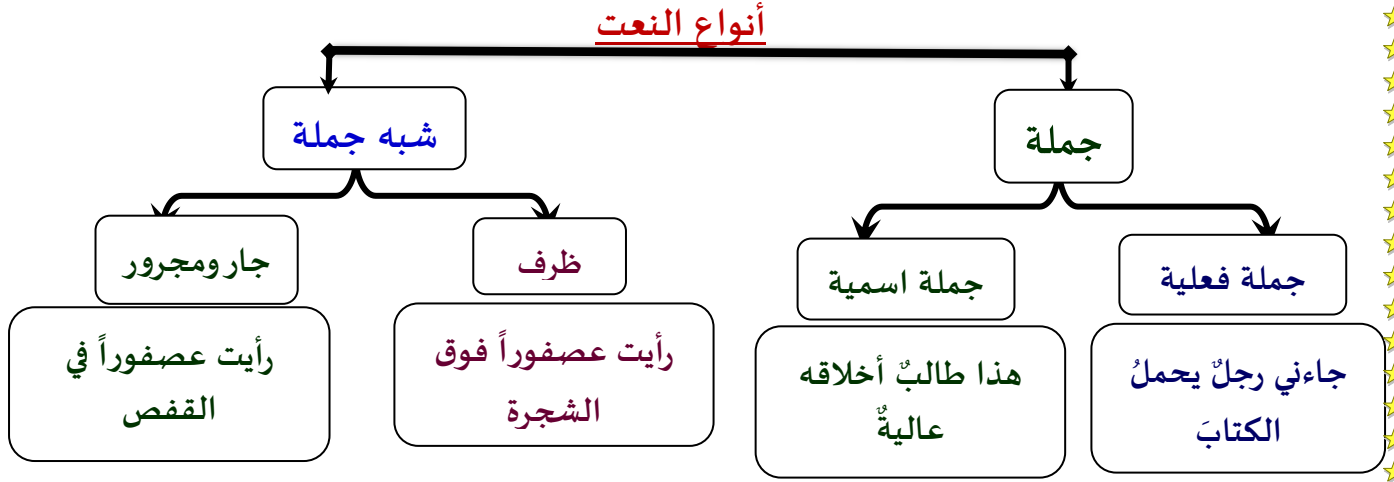 أنواع النعت
جملة
شبه جملة
جملة فعلية
جملة اسمية
ظرف
جار ومجرور
جاءني رجلٌ يحملُ
الكتابَ
هذا طالبٌ أخلاقه
عاليةٌ
رأيت عصفوراً فوق
الشجرة
رأيت عصفوراً في
القفص